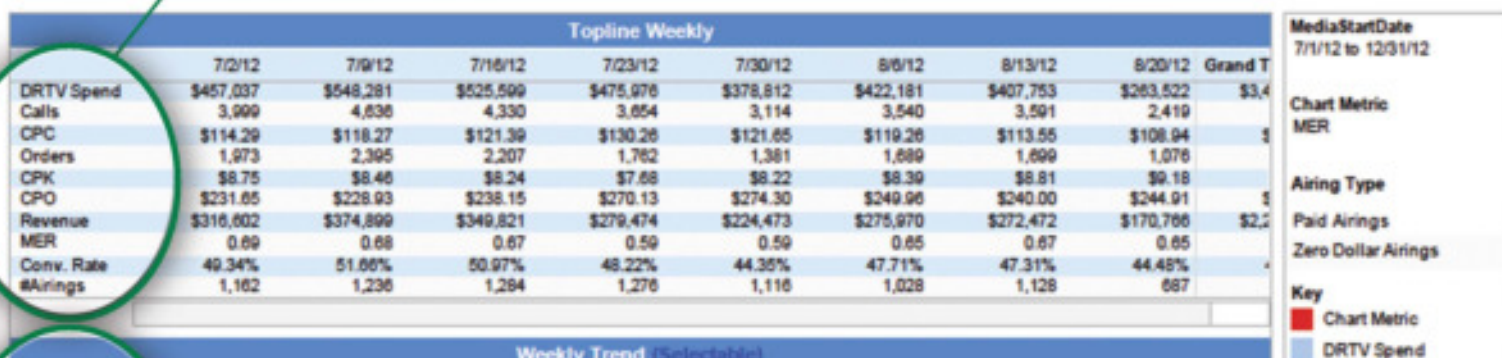 Topline Weekly
7/2/12 7/9/12 7/16/12 7/23/12 7/30/12 8/6/12 8/13/12 8/20/12 Grand T
DRTV Spend $457,037 $548,281 $525,599 $475,976 $378,812 $422,181 $407,753 $263,522 $3,4
Calls 3,999 4,636 4,330 3,654 3,114 3,540 3,591 2,419
CPC $114.29 $118.27 $121.39 $130.26 $121.65 $119.26 $113.55 $108.94 $
Orders 1,973 2,395 2,207 1,762 1,381 1,689 1,699 1,076
CPK $8.75 $8.46 $8.24 $7.68 $8.22 $8.39 $8.81 $9.18
CPO $231.65 $228.93 $238.15 $270.13 $274.30 $249.96 $240.00 $244.91 $
Revenue $316,602 $374,899 $349,821 $279,474 $224,473 $275,970 $272,472 $170,766 $2,2
MER 0.69 0.68 0.67 0.59 0.59 0.65 0.67 0.65
Conv. Rate 49.34% 51.66% 50.97% 48.22% 44.35% 47.71% 47.31% 44.48%
#Airings 1,162 1,236 1,284 1,276 1,116 1,028 1,128 687
Weekly Trend (Selectable)
MediaStartDate
7/1/12 to 12/31/12
Chart Metric
MER
Airing Type
Paid Airings
Zero Dollar Airings
Key
Chart Metric
DRTV Spend